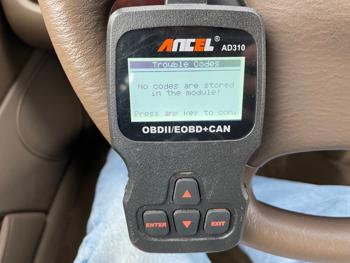 ANCEL
AD310
Trouble Codes
No codes are stored
in the module!
Press any key to con.
OBDII/EOBD+CAN
ENTER
EXIT